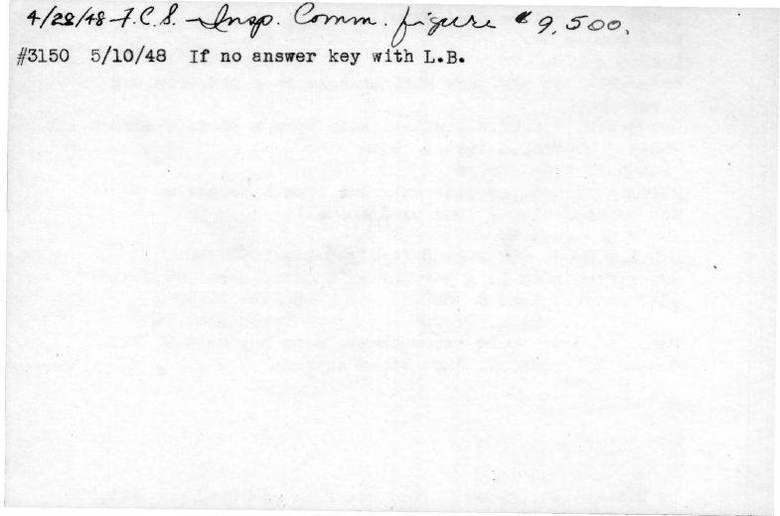 4/28/48-F.C.S. - Insp. Comm. figure $9,500.
#3150 5/10/48 If no answer key with L.B.